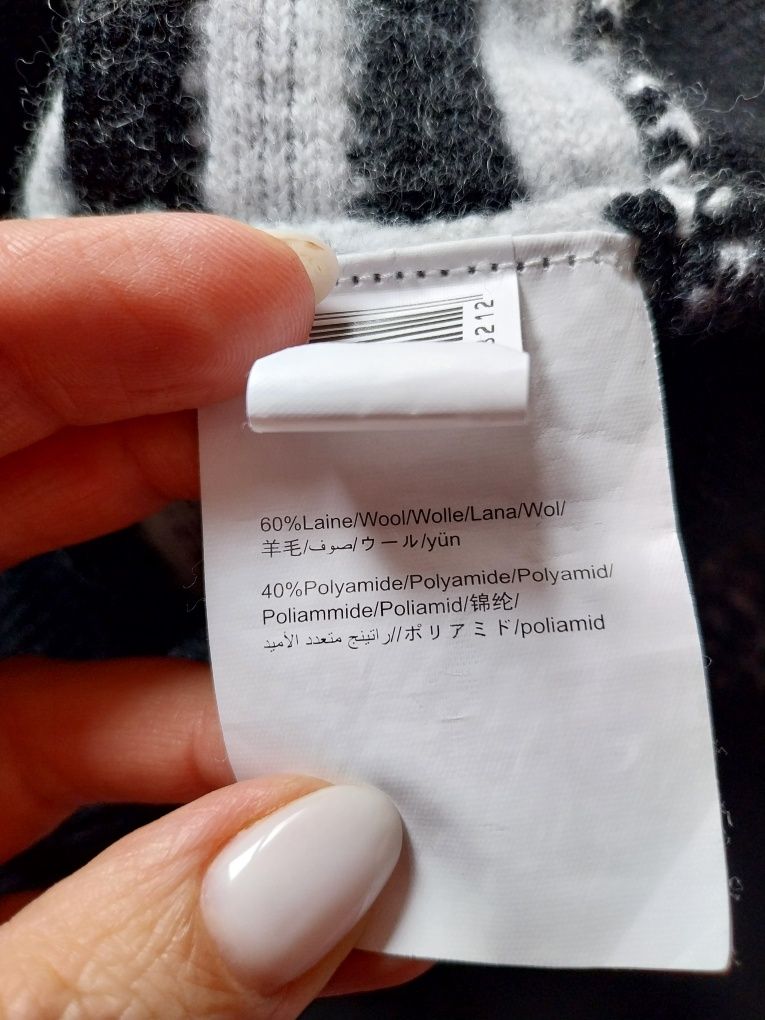 212
60%Laine/Wool/Wolle/Lana/Wol/
羊毛/صوف/ウール/yün
40%Polyamide/Polyamide/Polyamid/
Poliammide/Poliamid/锦纶/
راتينج متعدد الأميد//ポリアミド/poliamid